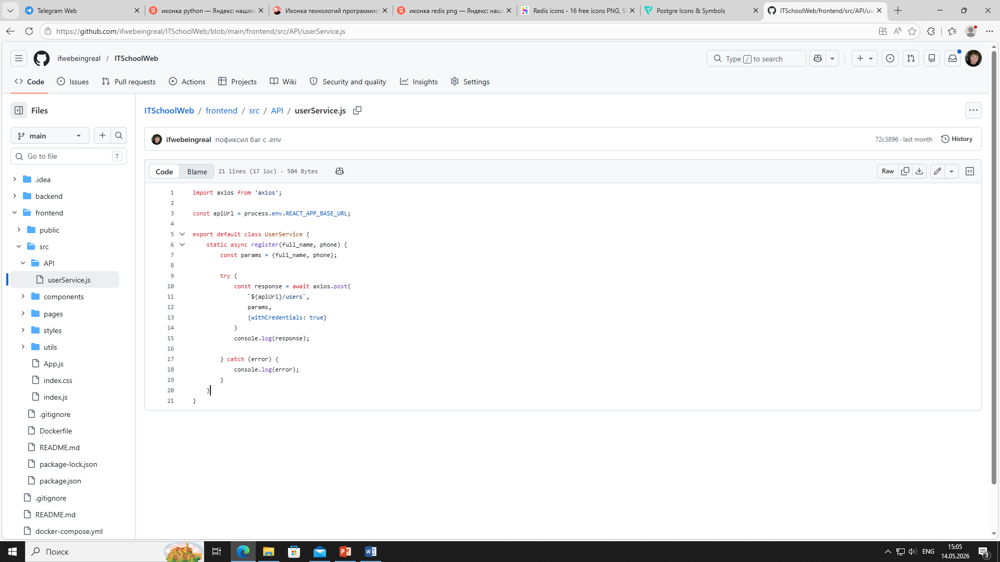 Telegram Web
иконка python — Яндекс: нашло
Иконка технологий программис
иконка redis png — Яндекс: наш
Redis icons - 16 free icons PNG, S
Postgre Icons & Symbols
ITSchoolWeb/frontend/src/API/us
https://github.com/ifwebeingreal/ITSchoolWeb/blob/main/frontend/src/API/userService.js
ifwebeingreal / ITSchoolWeb
Type / to search
Code
Issues
Pull requests
Actions
Projects
Wiki
Security and quality
Insights
Settings
Files
main
Go to file
T
.idea
backend
frontend
public
src
API
userService.js
components
pages
styles
utils
App.js
index.css
index.js
.gitignore
Dockerfile
README.md
package-lock.json
package.json
.gitignore
README.md
docker-compose.yml
ITSchoolWeb / frontend / src / API / userService.js
ifwebeingreal пофиксил баг с .env
72c3896 · last month
History
Code
Blame
21 lines (17 loc) · 504 Bytes
Raw
1 import axios from 'axios';
2
3 const apiUrl = process.env.REACT_APP_BASE_URL;
4
5 export default class UserService {
6     static async register(full_name, phone) {
7         const params = {full_name, phone};
8
9         try {
10             const response = await axios.post(
11                 `${apiUrl}/users`,
12                 params,
13                 {withCredentials: true}
14             )
15             console.log(response);
16
17         } catch (error) {
18             console.log(error);
19         }
20     }
21 }
Поиск
ENG
15:05
14.05.2026
3